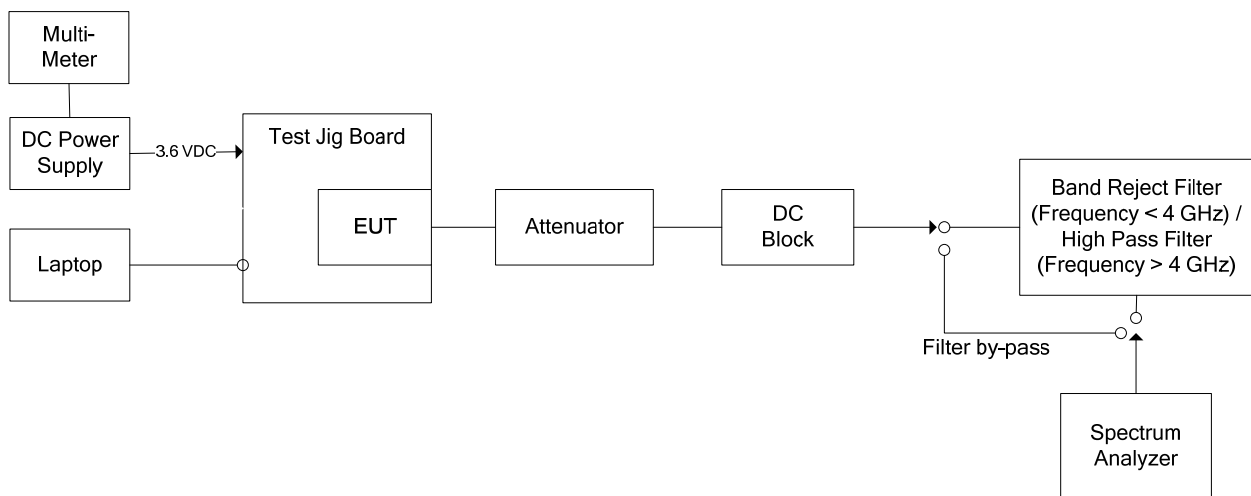 Multi-
Meter
DC Power
Supply
3.6 VDC
Laptop
Test Jig Board
EUT
Attenuator
DC
Block
Band Reject Filter
(Frequency < 4 GHz) /
High Pass Filter
(Frequency > 4 GHz)
Filter by-pass
Spectrum
Analyzer